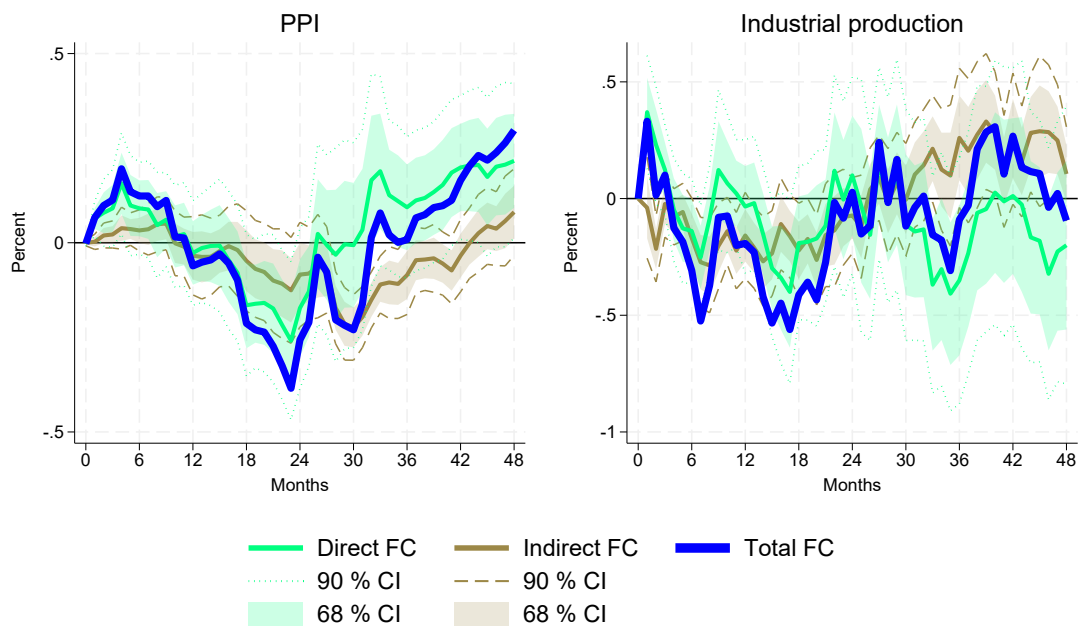 PPI
Percent
.5
0
-.5
0 6 12 18 24 30 36 42 48
Months
Industrial production
Percent
.5
0
-.5
-1
0 6 12 18 24 30 36 42 48
Months
Direct FC Indirect FC Total FC
90 % CI 90 % CI
68 % CI 68 % CI